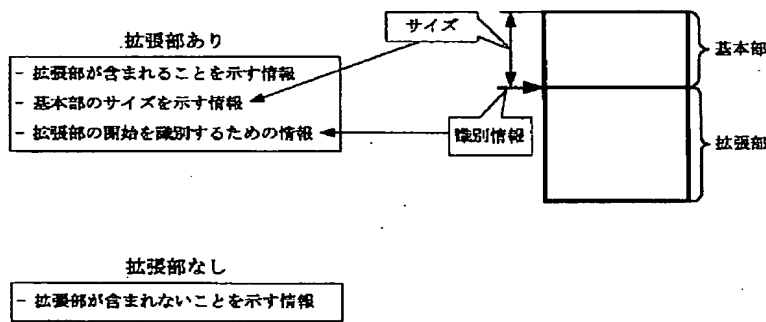 拡張部あり
- 拡張部が含まれることを示す情報
- 基本部のサイズを示す情報
- 拡張部の開始を識別するための情報
サイズ
識別情報
基本部
拡張部
拡張部なし
- 拡張部が含まれないことを示す情報